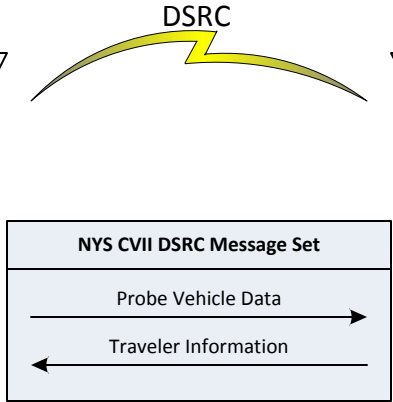 DSRC
NYS CVII DSRC Message Set
Probe Vehicle Data
Traveler Information